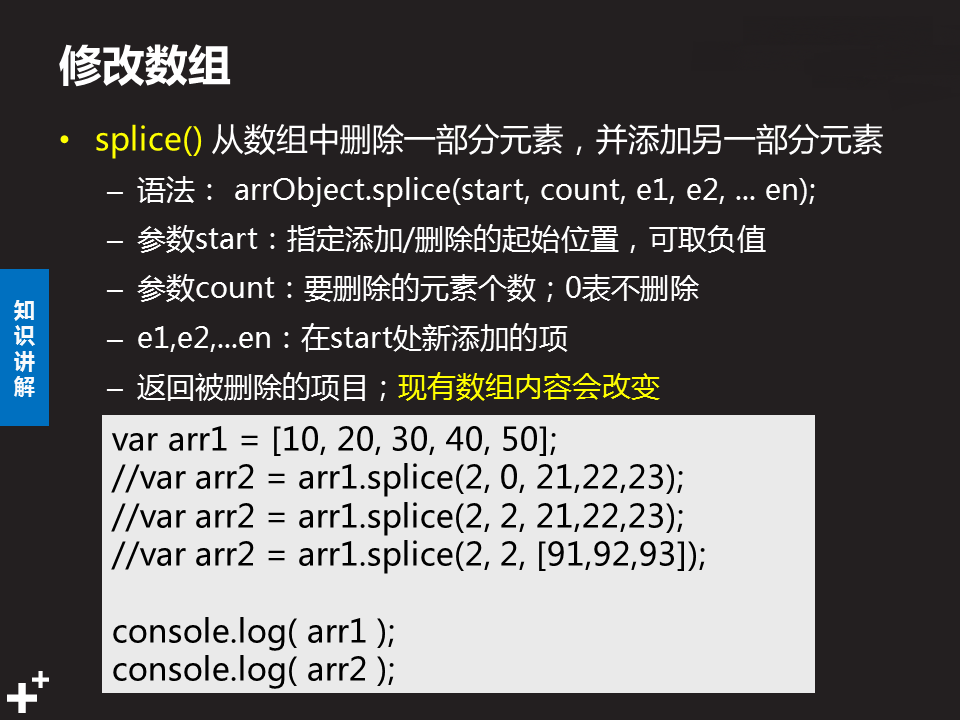 修改数组
• splice() 从数组中删除一部分元素，并添加另一部分元素
– 语法： arrObject.splice(start, count, e1, e2, ... en);
– 参数start：指定添加/删除的起始位置，可取负值
– 参数count：要删除的元素个数；0表不删除
– e1,e2,...en：在start处新添加的项
– 返回被删除的项目；现有数组内容会改变
知识讲解
var arr1 = [10, 20, 30, 40, 50];
//var arr2 = arr1.splice(2, 0, 21,22,23);
//var arr2 = arr1.splice(2, 2, 21,22,23);
//var arr2 = arr1.splice(2, 2, [91,92,93]);
console.log( arr1 );
console.log( arr2 );